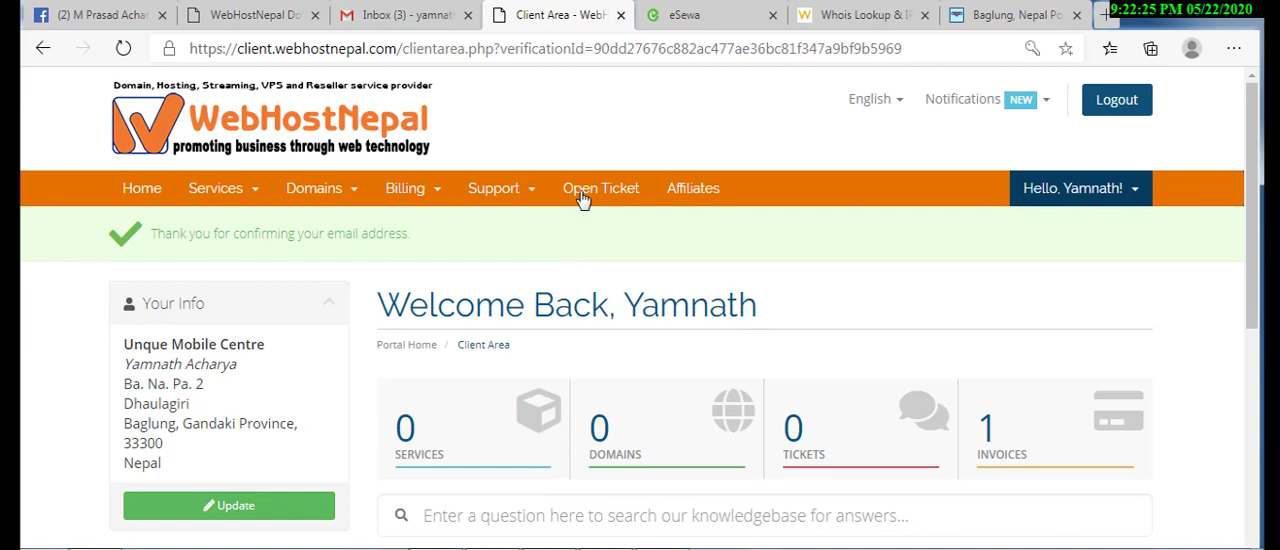 9:22:25 PM 05/22/2020
(2) M Prasad Achar
WebHostNepal Do
Inbox (3) - yamnat
Client Area - WebH
eSewa
Whois Lookup & I
Baglung, Nepal Po
https://client.webhostnepal.com/clientarea.php?verificationId=90dd27676c882ac477ae36bc81f347a9bf9b5969
Domain, Hosting, Streaming, VPS and Reseller service provider
WebHostNepal
promoting business through web technology
English
Notifications NEW
Logout
Home Services Domains Billing Support Open Ticket Affiliates Hello, Yamnath!
Thank you for confirming your email address.
Your Info
Unque Mobile Centre
Yamnath Acharya
Ba. Na. Pa. 2
Dhaulagiri
Baglung, Gandaki Province,
33300
Nepal
Update
Welcome Back, Yamnath
Portal Home / Client Area
0
SERVICES
0
DOMAINS
0
TICKETS
1
INVOICES
Enter a question here to search our knowledgebase for answers...